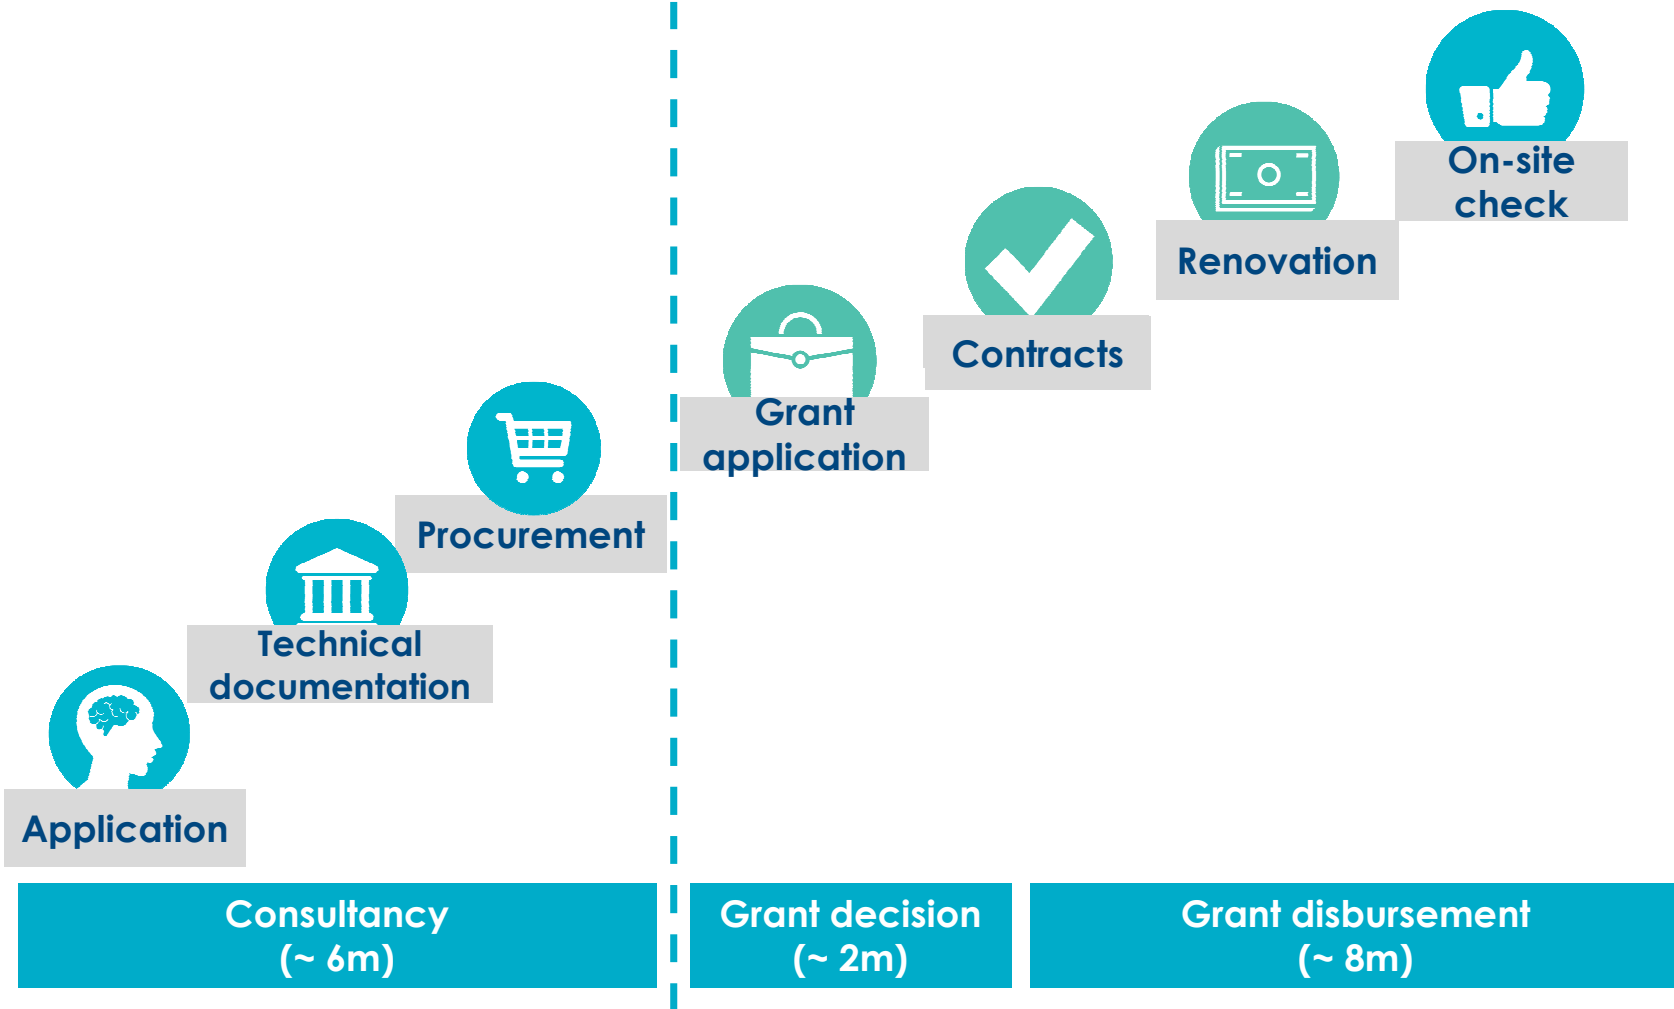 Application
Technical
documentation
Procurement
Grant
application
Contracts
Renovation
On-site
check
Consultancy
(~ 6m)
Grant decision
(~ 2m)
Grant disbursement
(~ 8m)